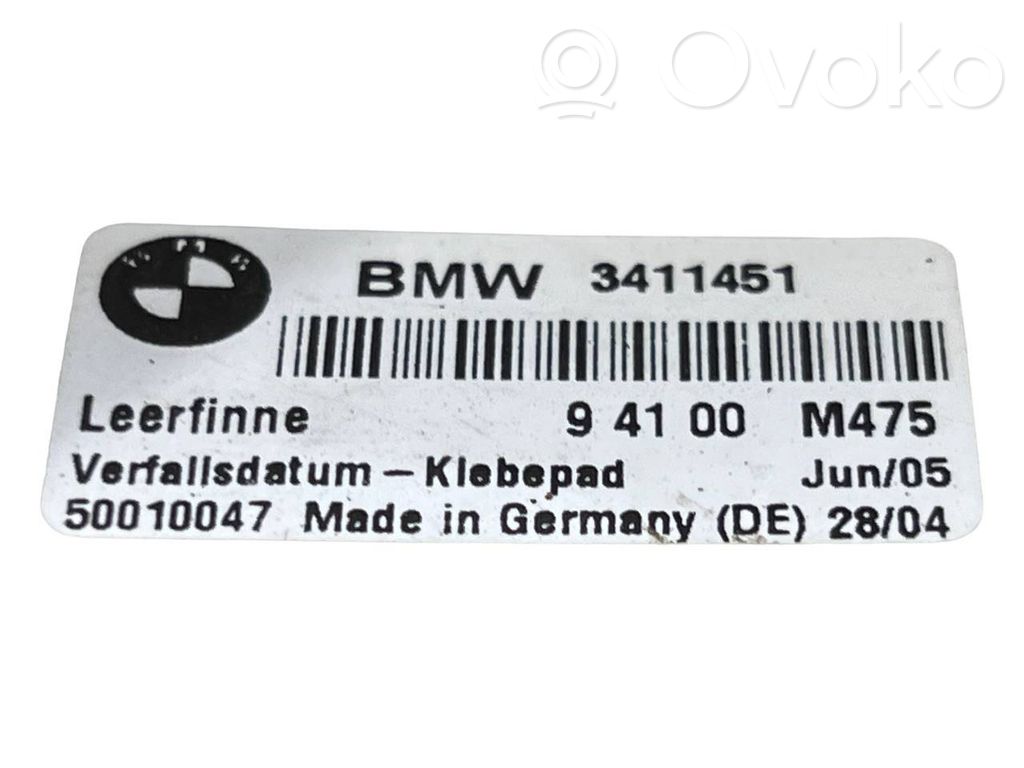 Ovoko
BMW 3411451
Leerfinne 9 41 00 M475
Verfallsdatum – Klebepad Jun/05
50010047 Made in Germany (DE) 28/04